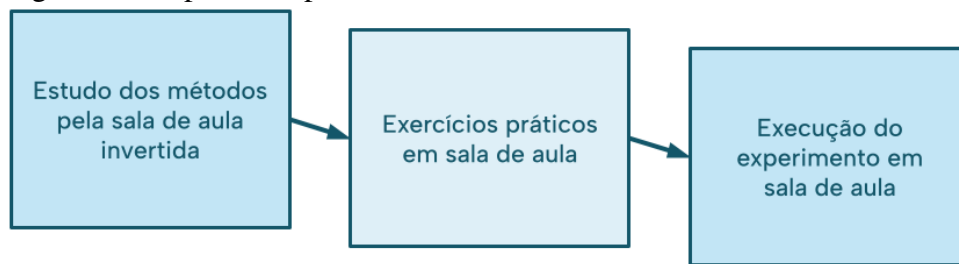 Estudo dos métodos
pela sala de aula
invertida
Exercícios práticos
em sala de aula
Execução do
experimento em
sala de aula